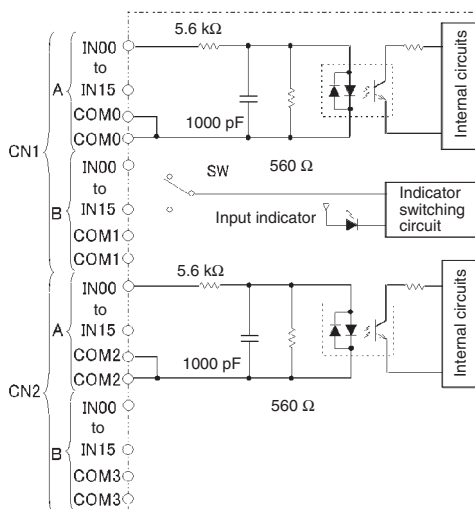 CN1
A
IN00
to
IN15
COM0
COM0
B
IN00
to
IN15
COM1
COM1
5.6 kΩ
1000 pF
560 Ω
Internal circuits
SW
Input indicator
Indicator
switching
circuit
CN2
A
IN00
to
IN15
COM2
COM2
B
IN00
to
IN15
COM3
COM3
5.6 kΩ
1000 pF
560 Ω
Internal circuits